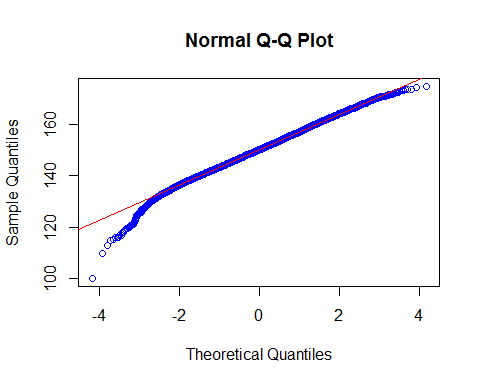 Normal Q-Q Plot
Sample Quantiles
160
140
120
100
-4 -2 0 2 4
Theoretical Quantiles